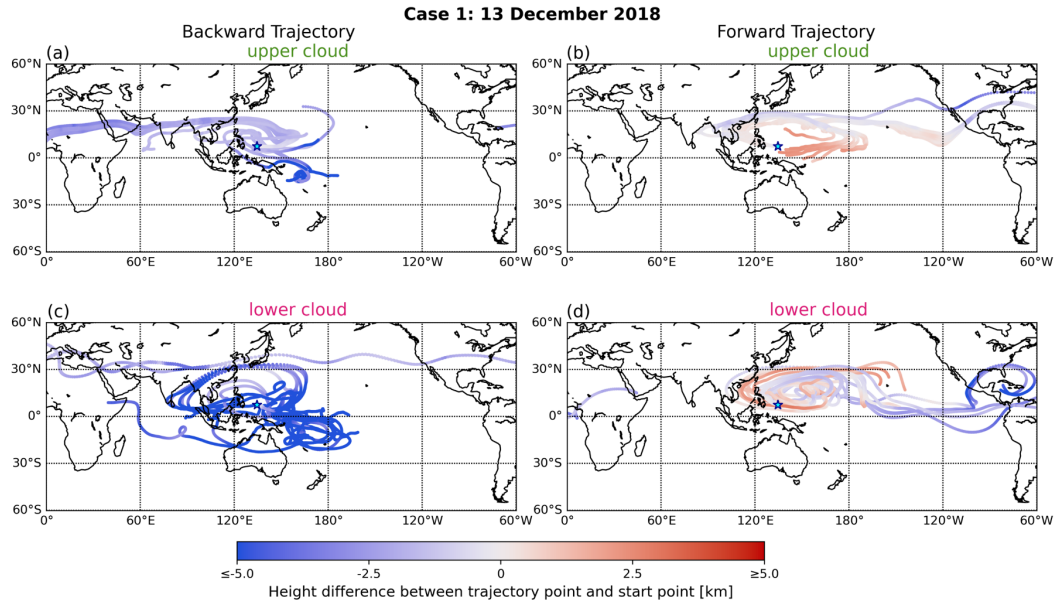 Case 1: 13 December 2018
Backward Trajectory
Forward Trajectory
(a)
upper cloud
(b)
upper cloud
60°N
30°N
0°
30°S
60°S
0°
60°E
120°E
180°
120°W
60°W
60°N
30°N
0°
30°S
60°S
0°
60°E
120°E
180°
120°W
60°W
(c)
lower cloud
(d)
lower cloud
60°N
30°N
0°
30°S
60°S
0°
60°E
120°E
180°
120°W
60°W
60°N
30°N
0°
30°S
60°S
0°
60°E
120°E
180°
120°W
60°W
≤-5.0
-2.5
0
2.5
≥5.0
Height difference between trajectory point and start point [km]